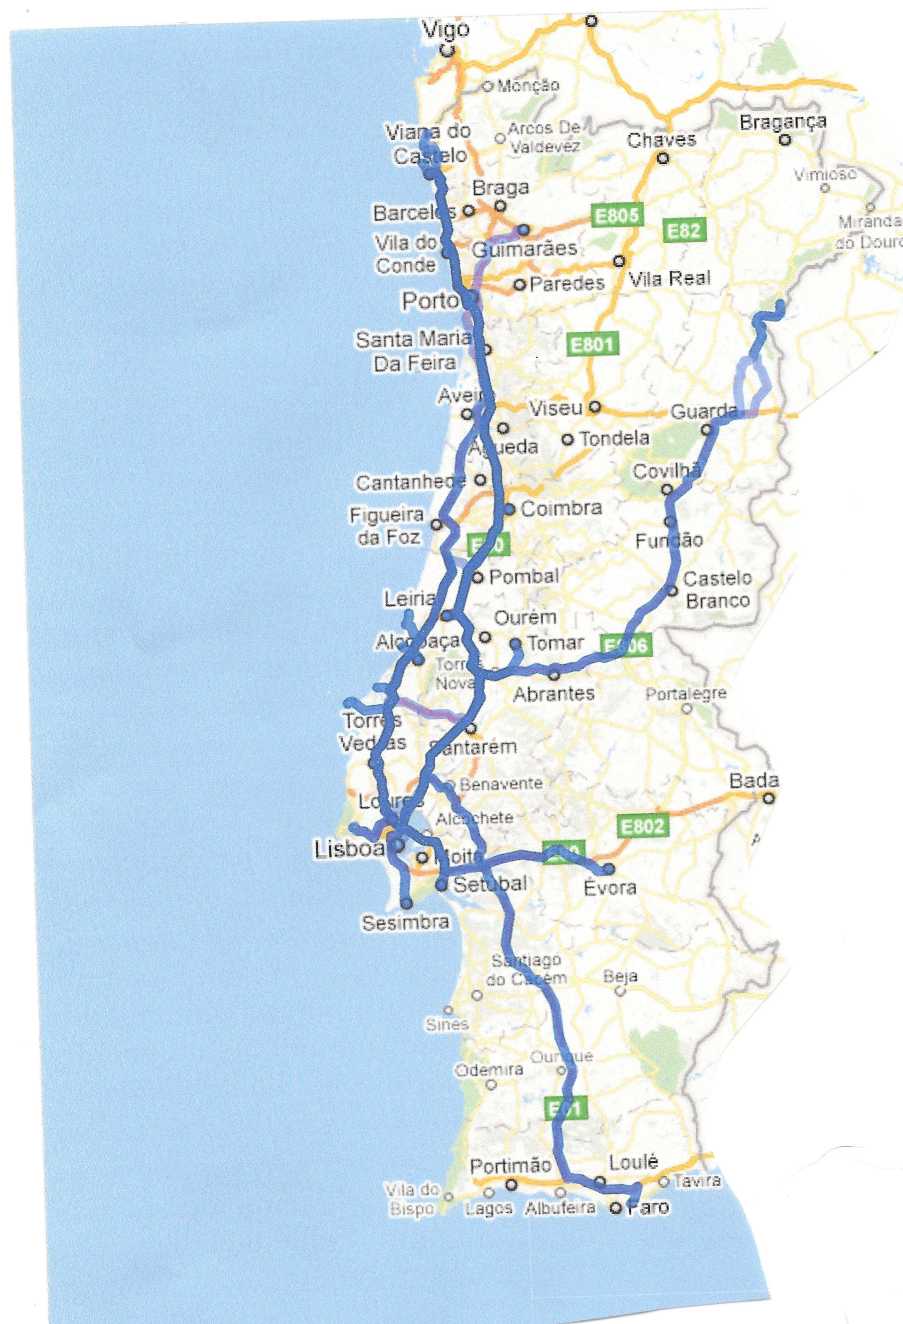 Vigo
Monção
Viana do
Castelo
Arcos De
Valdevez
Chaves
Bragança
Vimioso
Braga
Barcelos
E805
E82
Miranda
do Douro
Vila do
Conde
Guimarães
Vila Real
Porto
Paredes
Santa Maria
Da Feira
E801
Aveiro
Viseu
Guarda
Águeda
Tondela
Cantanhede
Covilhã
Figueira
da Foz
Coimbra
Fundão
Pombal
Castelo
Branco
Leiria
Ourém
Alcobaça
Tomar
Torres
Novas
Abrantes
Portalegre
Torres
Vedras
Santarém
Benavente
Bada
Loures
Alcochete
E802
Lisboa
Moita
Setúbal
Évora
Sesimbra
Santiago
do Cacém
Beja
Sines
Ourique
Odemira
Portimão
Loulé
Vila do
Bispo
Lagos
Albufeira
Tavira
Faro